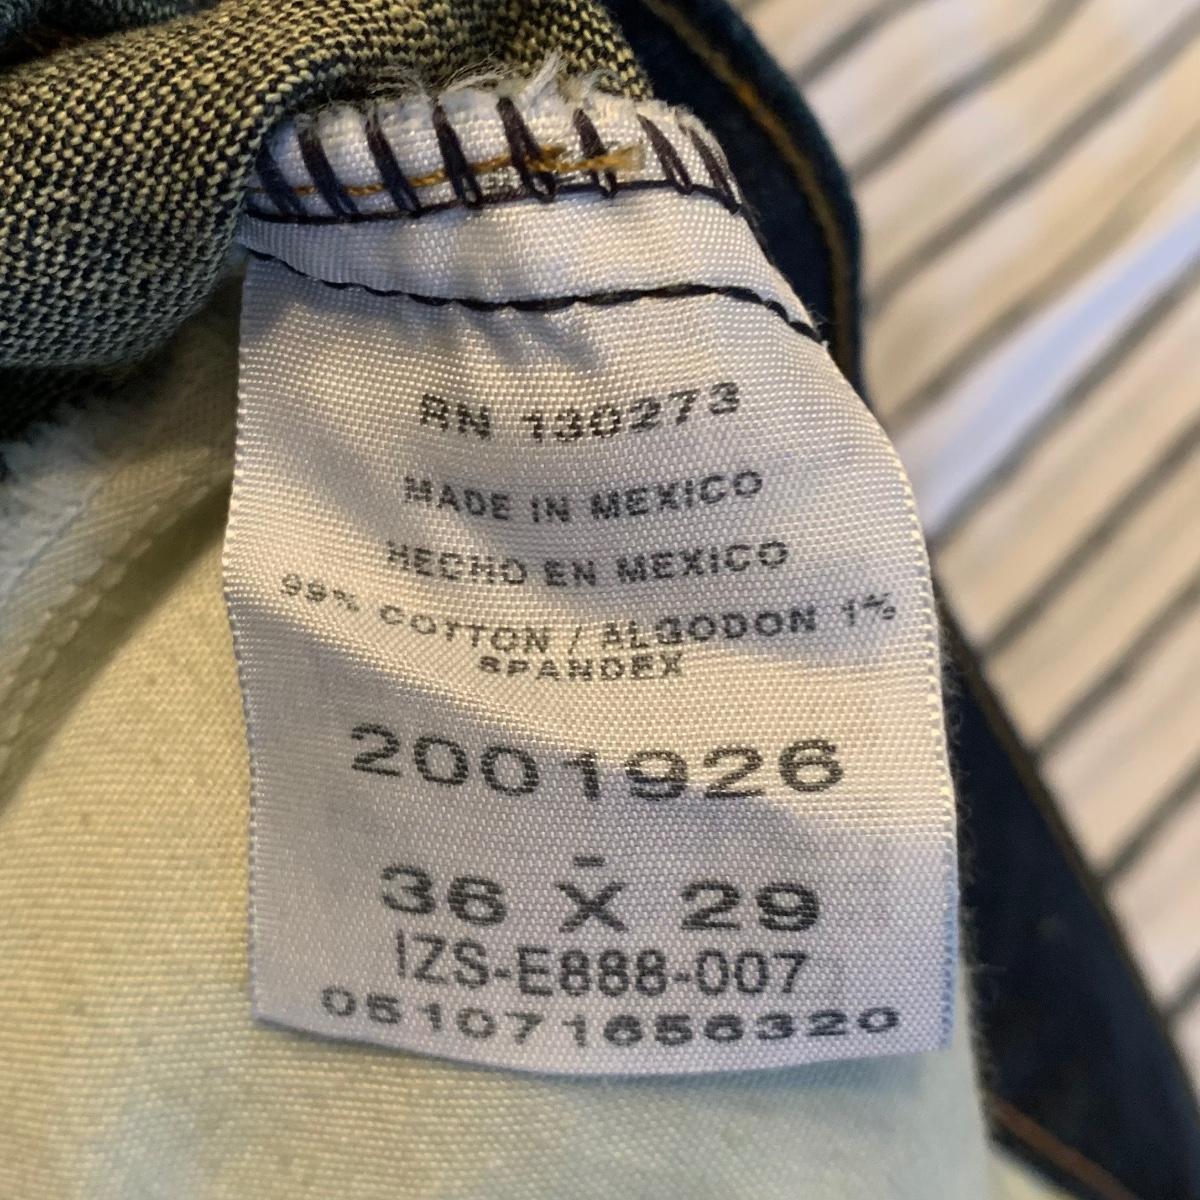 RN 130273
MADE IN MEXICO
HECHO EN MEXICO
99% COTTON / ALGODON 1%
SPANDEX
2001926
-
36 X 29
IZS-E888-007
051071656320